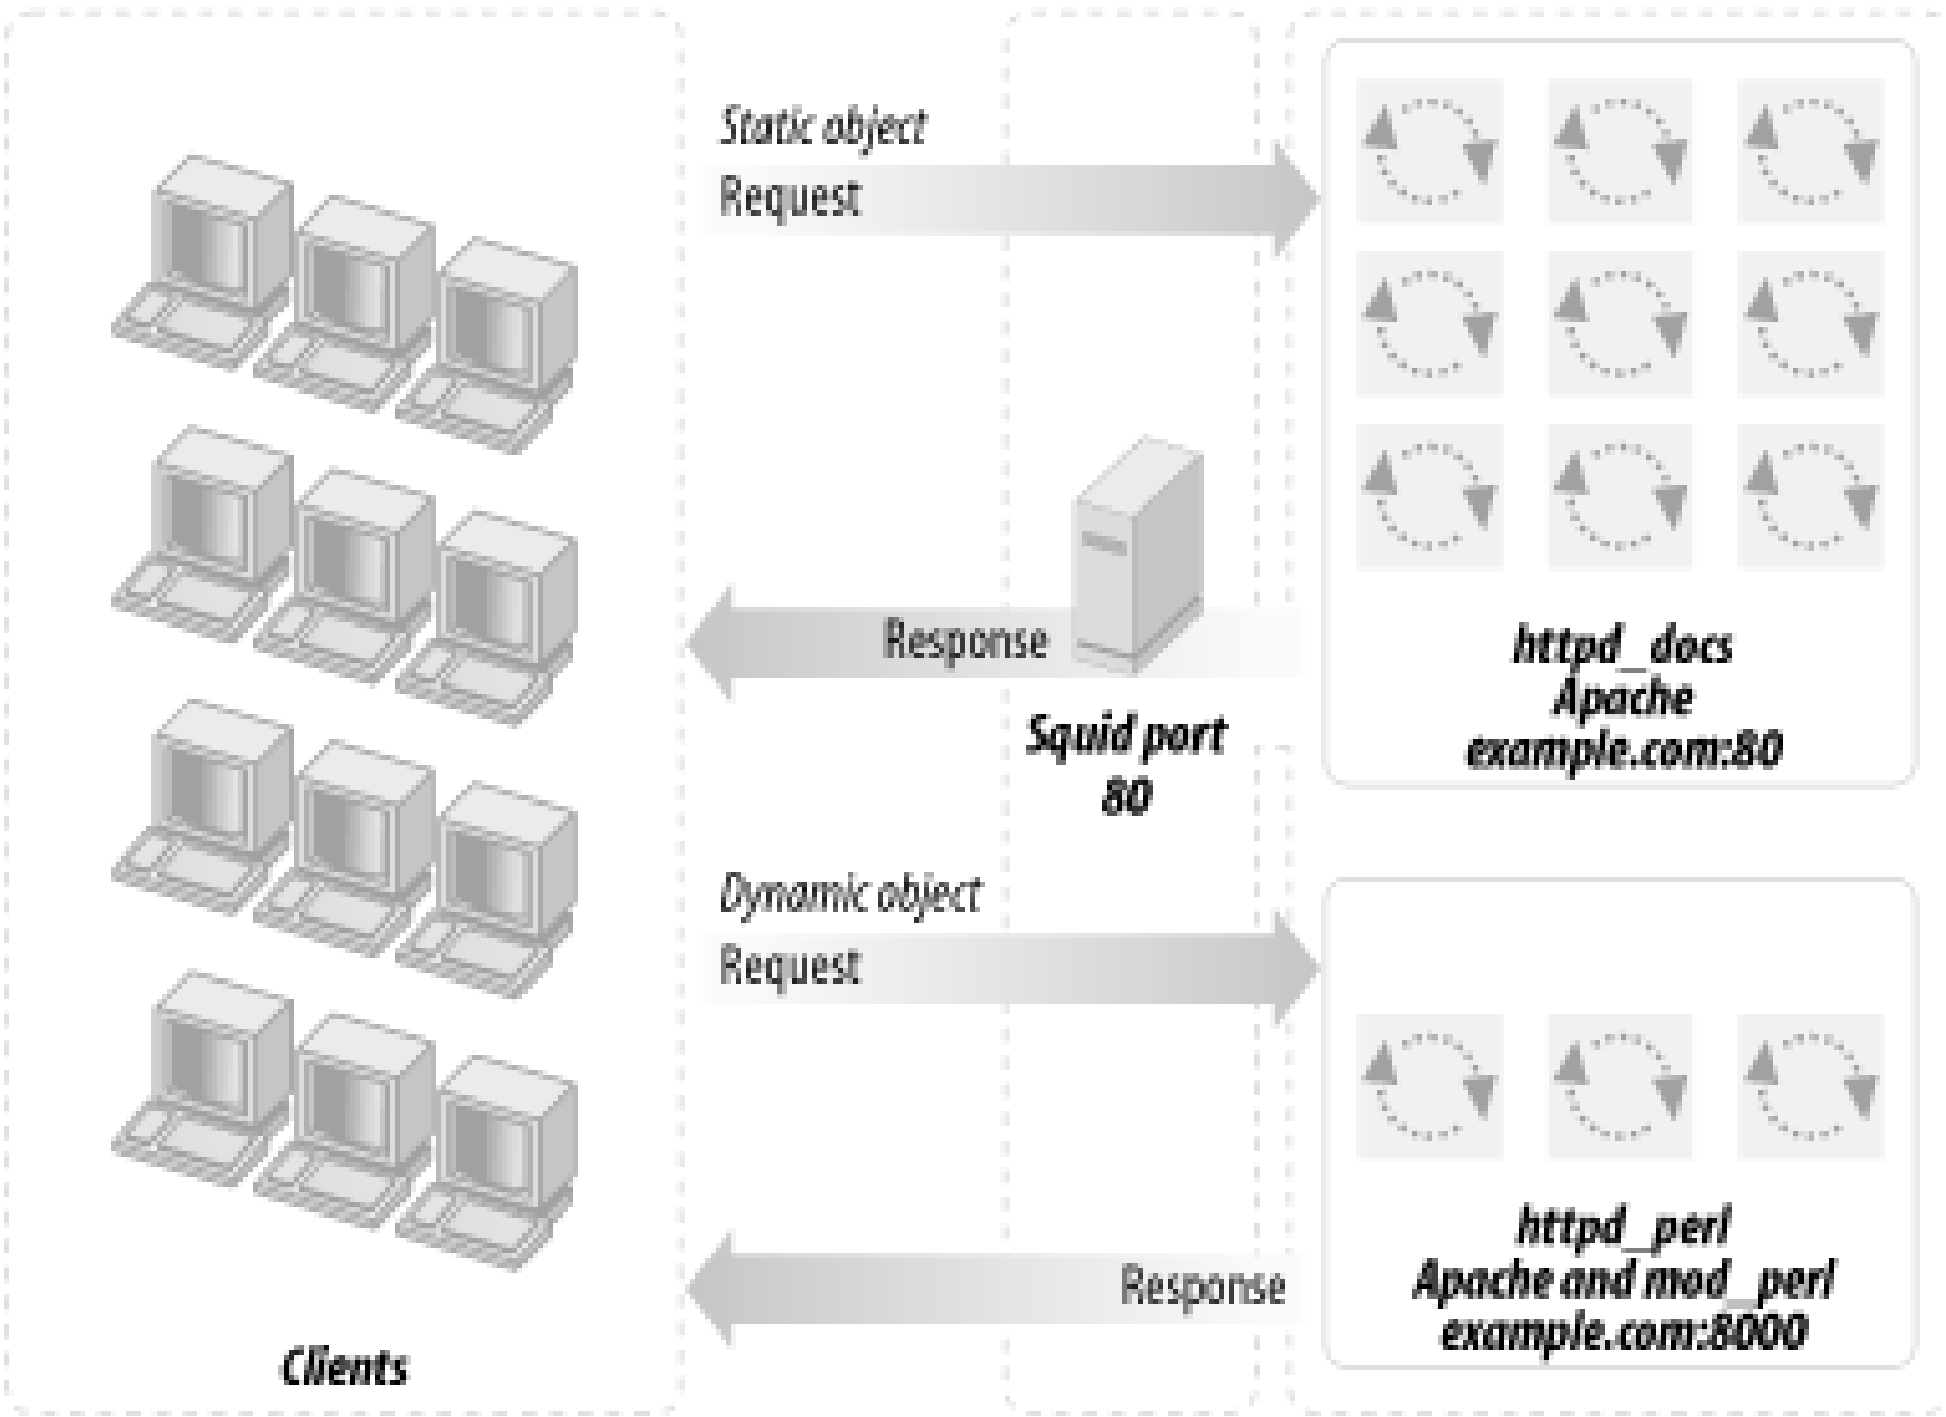 Static object
Request
Response
httpd_docs
Apache
example.com:80
Squid port
80
Dynamic object
Request
Response
httpd_perl
Apache and mod_perl
example.com:8000
Clients